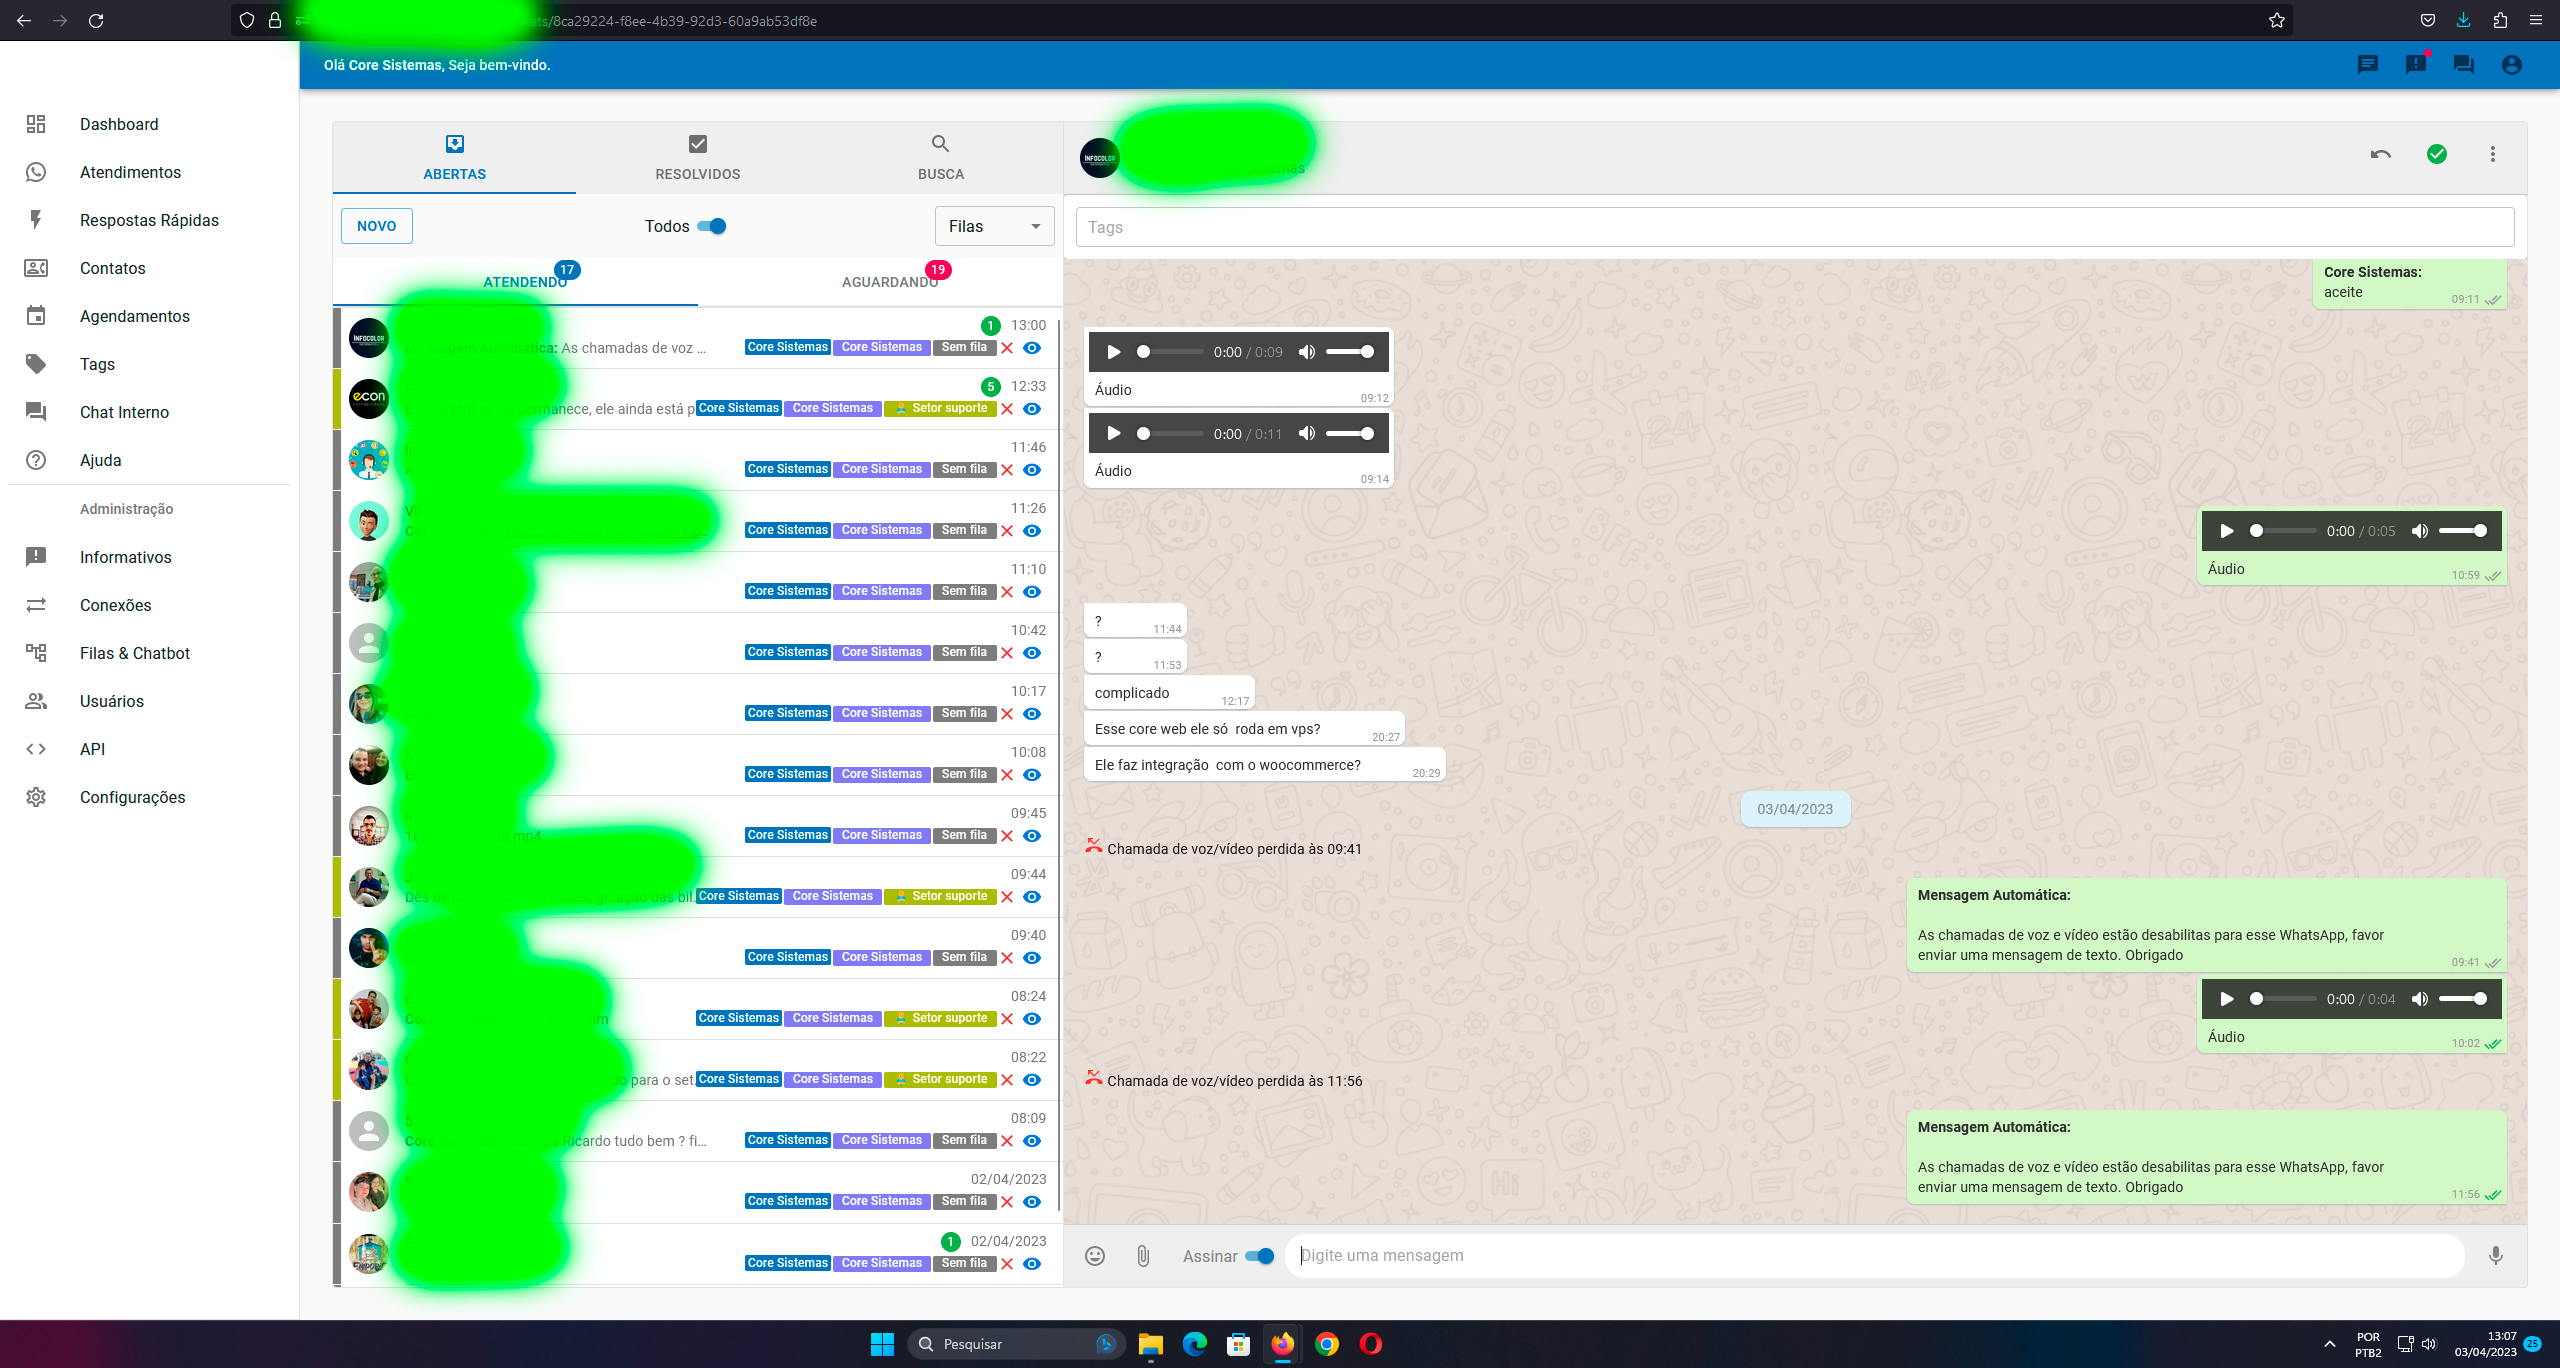 ets/8ca29224-f8ee-4b39-92d3-60a9ab53df8e
Olá Core Sistemas, Seja bem-vindo.
Dashboard
Atendimentos
Respostas Rápidas
Contatos
Agendamentos
Tags
Chat Interno
Ajuda
Administração
Informativos
Conexões
Filas & Chatbot
Usuários
API
Configurações
ABERTAS
RESOLVIDOS
BUSCA
NOVO
Todos
Filas
ATENDENDO 17
AGUARDANDO 19
INFOCOLOR
1 13:00
Mensagem Automática: As chamadas de voz ...
Core Sistemas Core Sistemas Sem fila
econ
5 12:33
erro ainda permanece, ele ainda está p
Core Sistemas Core Sistemas Setor suporte
11:46
Core Sistemas Core Sistemas Sem fila
11:26
Core Sistemas Core Sistemas Sem fila
11:10
Core Sistemas Core Sistemas Sem fila
10:42
Core Sistemas Core Sistemas Sem fila
10:17
Core Sistemas Core Sistemas Sem fila
10:08
Core Sistemas Core Sistemas Sem fila
09:45
.mp4
Core Sistemas Core Sistemas Sem fila
09:44
geração das bil.
Core Sistemas Core Sistemas Setor suporte
09:40
Core Sistemas Core Sistemas Sem fila
08:24
sim
Core Sistemas Core Sistemas Setor suporte
08:22
para o set.
Core Sistemas Core Sistemas Setor suporte
08:09
Ricardo tudo bem ? fi...
Core Sistemas Core Sistemas Sem fila
02/04/2023
Core Sistemas Core Sistemas Sem fila
1 02/04/2023
Core Sistemas Core Sistemas Sem fila
INFOCOLOR
Sistemas
Tags
Core Sistemas:
aceite
09:11
0:00 / 0:09
Áudio
09:12
0:00 / 0:11
Áudio
09:14
0:00 / 0:05
Áudio
10:59
?
11:44
?
11:53
complicado
12:17
Esse core web ele só roda em vps?
20:27
Ele faz integração com o woocommerce?
20:29
03/04/2023
Chamada de voz/vídeo perdida às 09:41
Mensagem Automática:
As chamadas de voz e vídeo estão desabilitas para esse WhatsApp, favor
enviar uma mensagem de texto. Obrigado
09:41
0:00 / 0:04
Áudio
10:02
Chamada de voz/vídeo perdida às 11:56
Mensagem Automática:
As chamadas de voz e vídeo estão desabilitas para esse WhatsApp, favor
enviar uma mensagem de texto. Obrigado
11:56
Assinar
Digite uma mensagem
Pesquisar
POR
PTB2
13:07
03/04/2023
25